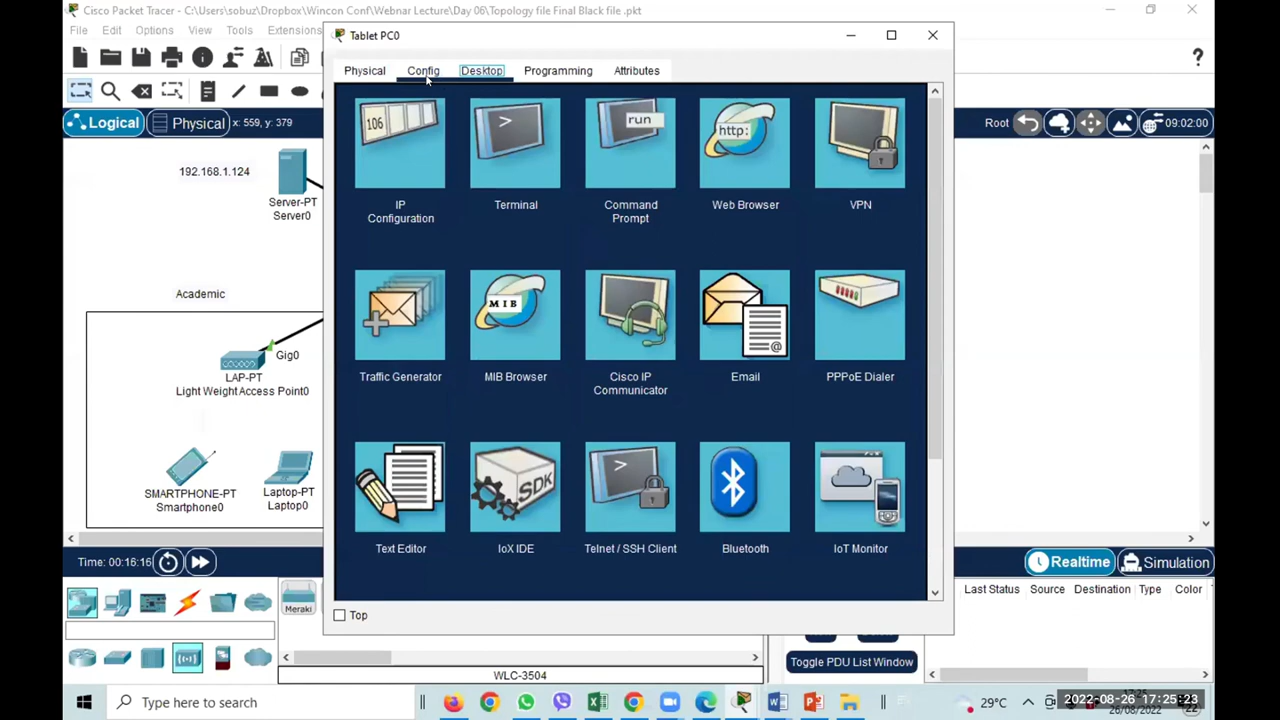 Cisco Packet Tracer - C:\Users\sobuz\Dropbox\Wincon Conf\Webnar Lecture\Day 06\Topology file Final Black file .pkt
File Edit Options View Tools Extensions
Tablet PC0
Physical Config Desktop Programming Attributes
?
Logical Physical x: 559, y: 379
Root 09:02:00
192.168.1.124
Server-PT
Server0
Academic
Gig0
LAP-PT
Light Weight Access Point0
SMARTPHONE-PT
Smartphone0
Laptop-PT
Laptop0
106
>
run
http:
IP
Configuration
Terminal
Command
Prompt
Web Browser
VPN
MIB
@
Traffic Generator
MIB Browser
Cisco IP
Communicator
Email
PPPoE Dialer
SDK
>
Text Editor
IoX IDE
Telnet / SSH Client
Bluetooth
IoT Monitor
Top
Time: 00:16:16
Realtime Simulation
Meraki
Last Status Source Destination Type Color
Toggle PDU List Window
WLC-3504
Type here to search
29°C
2022-08-26 17:25:23
26/08/2022
22